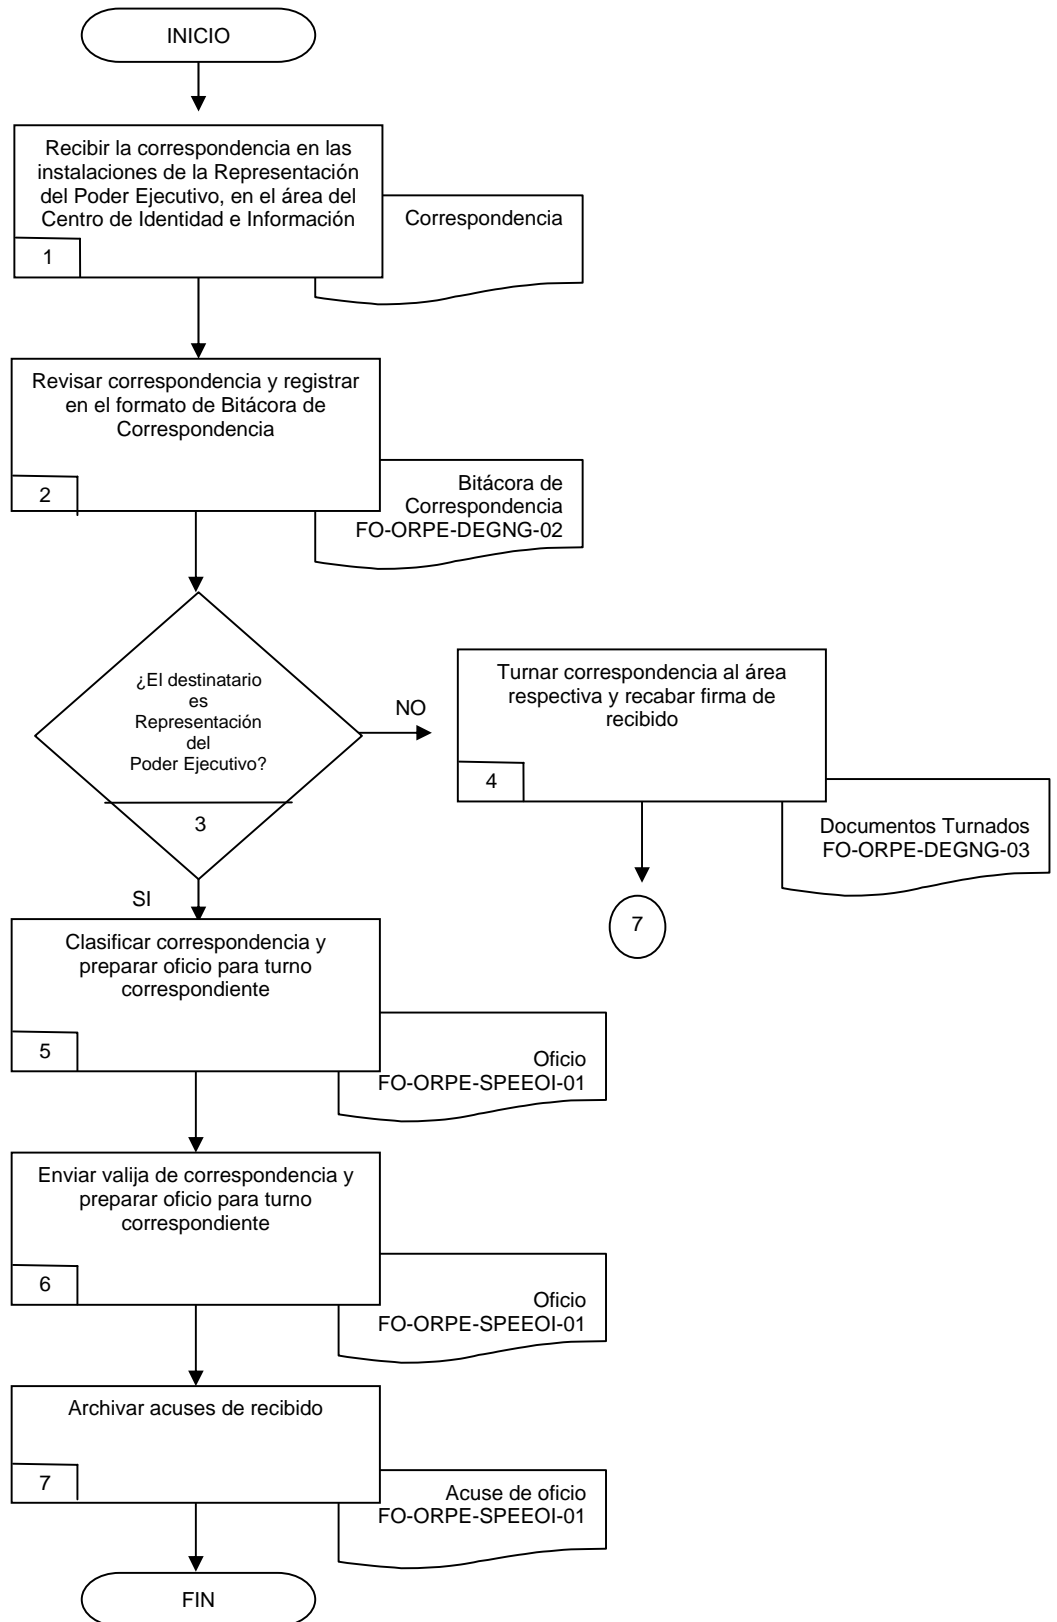 INICIO
Recibir la correspondencia en las
instalaciones de la Representación
del Poder Ejecutivo, en el área del
Centro de Identidad e Información
1
Correspondencia
Revisar correspondencia y registrar
en el formato de Bitácora de
Correspondencia
2
Bitácora de
Correspondencia
FO-ORPE-DEGNG-02
¿El destinatario
es
Representación
del
Poder Ejecutivo?
3
NO
Turnar correspondencia al área
respectiva y recabar firma de
recibido
4
Documentos Turnados
FO-ORPE-DEGNG-03
7
SI
Clasificar correspondencia y
preparar oficio para turno
correspondiente
5
Oficio
FO-ORPE-SPEEOI-01
Enviar valija de correspondencia y
preparar oficio para turno
correspondiente
6
Oficio
FO-ORPE-SPEEOI-01
Archivar acuses de recibido
7
Acuse de oficio
FO-ORPE-SPEEOI-01
FIN